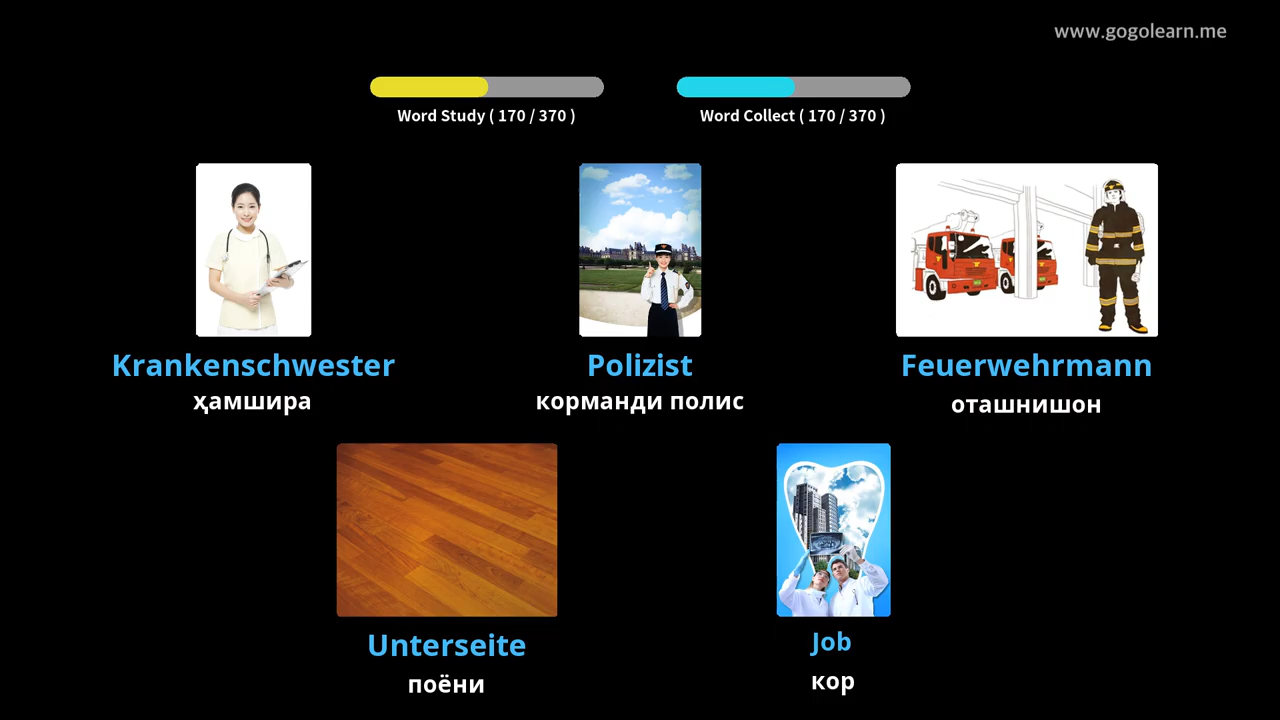 www.gogolearn.me
Word Study ( 170 / 370 )
Word Collect ( 170 / 370 )
Krankenschwester
ҳамшира
Polizist
корманди полис
Feuerwehrmann
оташнишон
Unterseite
поёни
Job
кор